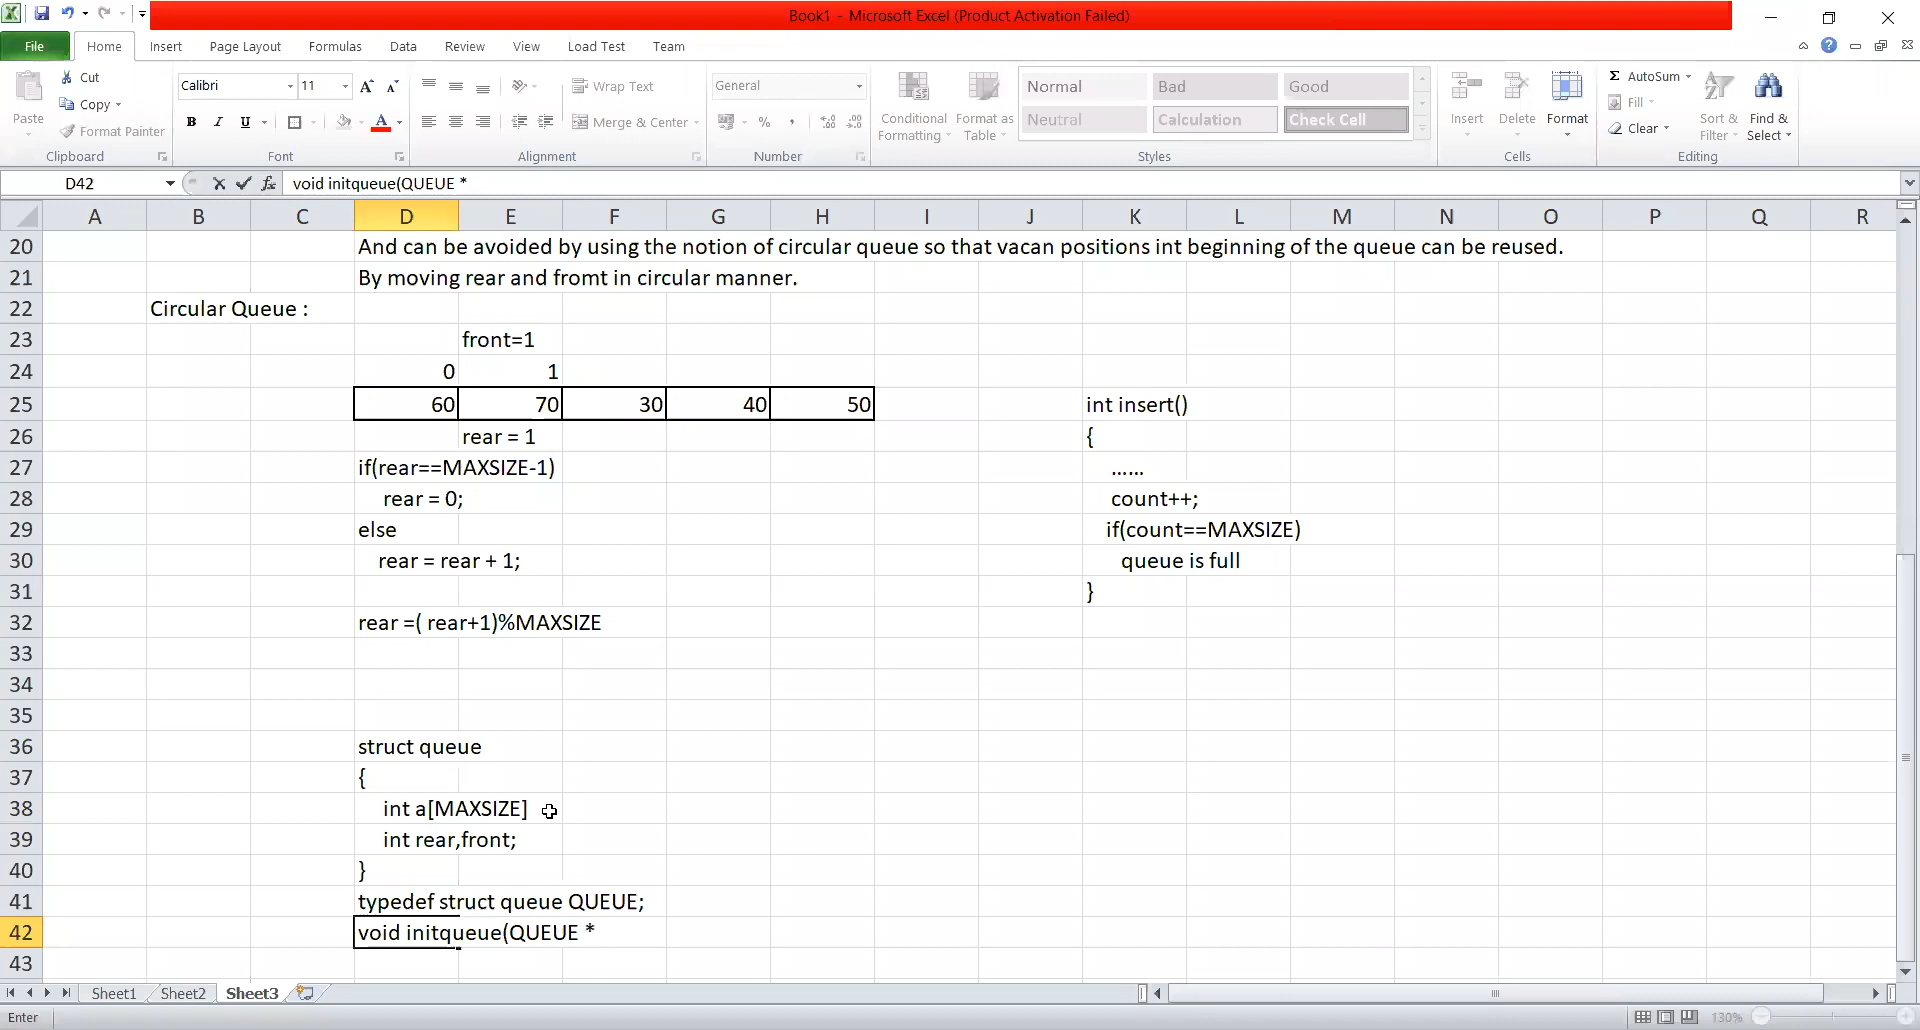 Book1 - Microsoft Excel (Product Activation Failed)
File Home Insert Page Layout Formulas Data Review View Load Test Team
Paste
Cut
Copy
Format Painter
Clipboard
Calibri 11
B I U
Font
Wrap Text
Merge & Center
Alignment
General
Number
Conditional Formatting
Format as Table
Normal Bad Good
Neutral Calculation Check Cell
Styles
Insert Delete Format
Cells
AutoSum
Fill
Clear
Sort & Filter
Find & Select
Editing
D42 fx void initqueue(QUEUE *
A B C D E F G H I J K L M N O P Q R
20 And can be avoided by using the notion of circular queue so that vacan positions int beginning of the queue can be reused.
21 By moving rear and fromt in circular manner.
22 Circular Queue :
23 front=1
24 0 1
25 60 70 30 40 50 int insert()
26 rear = 1 {
27 if(rear==MAXSIZE-1) ......
28 rear = 0; count++;
29 else if(count==MAXSIZE)
30 rear = rear + 1; queue is full
31 }
32 rear =( rear+1)%MAXSIZE
33
34
35
36 struct queue
37 {
38 int a[MAXSIZE]
39 int rear,front;
40 }
41 typedef struct queue QUEUE;
42 void initqueue(QUEUE *
43
Sheet1 Sheet2 Sheet3
Enter 130%